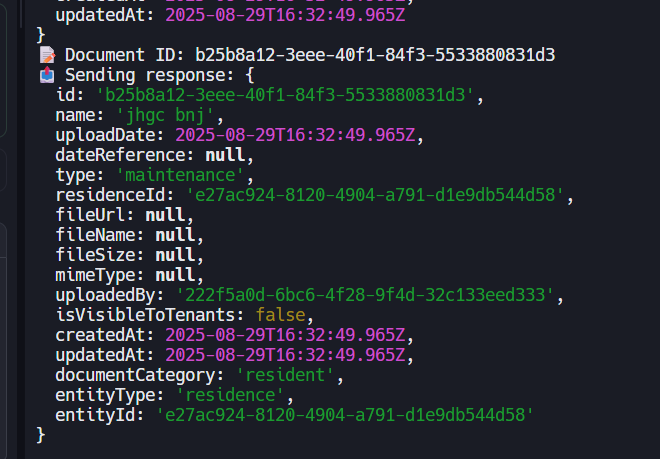 updatedAt: 2025-08-29T16:32:49.965Z
}
📝 Document ID: b25b8a12-3eee-40f1-84f3-5533880831d3
📤 Sending response: {
id: 'b25b8a12-3eee-40f1-84f3-5533880831d3',
name: 'jhgc bnj',
uploadDate: 2025-08-29T16:32:49.965Z,
dateReference: null,
type: 'maintenance',
residenceId: 'e27ac924-8120-4904-a791-d1e9db544d58',
fileUrl: null,
fileName: null,
fileSize: null,
mimeType: null,
uploadedBy: '222f5a0d-6bc6-4f28-9f4d-32c133eed333',
isVisibleToTenants: false,
createdAt: 2025-08-29T16:32:49.965Z,
updatedAt: 2025-08-29T16:32:49.965Z,
documentCategory: 'resident',
entityType: 'residence',
entityId: 'e27ac924-8120-4904-a791-d1e9db544d58'
}